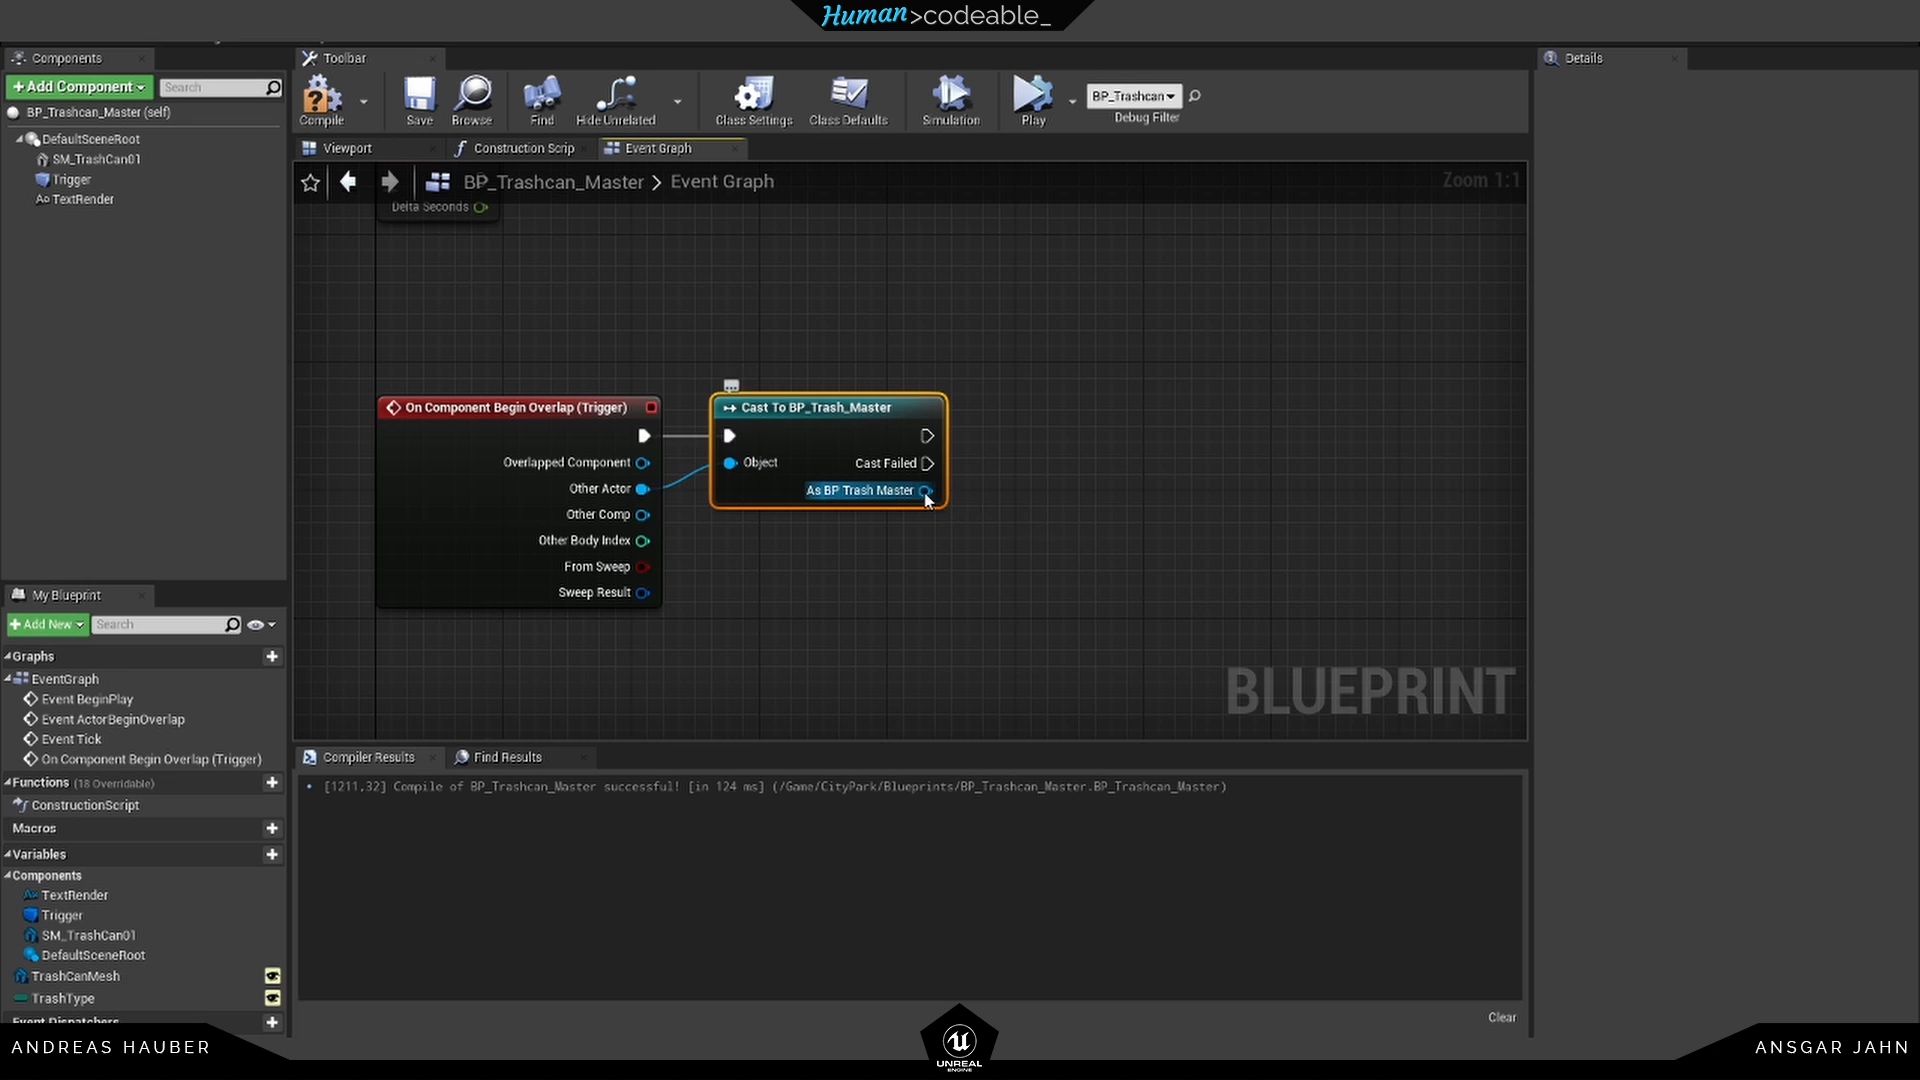 Human>codeable_
Components
Toolbar
Details
+ Add Component
Search
BP_Trashcan_Master (self)
DefaultSceneRoot
SM_TrashCan01
Trigger
TextRender
Compile
Save
Browse
Find
Hide Unrelated
Class Settings
Class Defaults
Simulation
Play
BP_Trashcan
Debug Filter
Viewport
Construction Scrip
Event Graph
BP_Trashcan_Master > Event Graph
Zoom 1:1
Delta Seconds
On Component Begin Overlap (Trigger)
Overlapped Component
Other Actor
Other Comp
Other Body Index
From Sweep
Sweep Result
Cast To BP_Trash_Master
Object
Cast Failed
As BP Trash Master
BLUEPRINT
My Blueprint
+ Add New
Search
Graphs
EventGraph
Event BeginPlay
Event ActorBeginOverlap
Event Tick
On Component Begin Overlap (Trigger)
Functions (18 Overridable)
ConstructionScript
Macros
Variables
Components
TextRender
Trigger
SM_TrashCan01
DefaultSceneRoot
TrashCanMesh
TrashType
Event Dispatchers
Compiler Results
Find Results
[1211,32] Compile of BP_Trashcan_Master successful! [in 124 ms] (/Game/CityPark/Blueprints/BP_Trashcan_Master.BP_Trashcan_Master)
Clear
ANDREAS HAUBER
UNREAL
ENGINE
ANSGAR JAHN